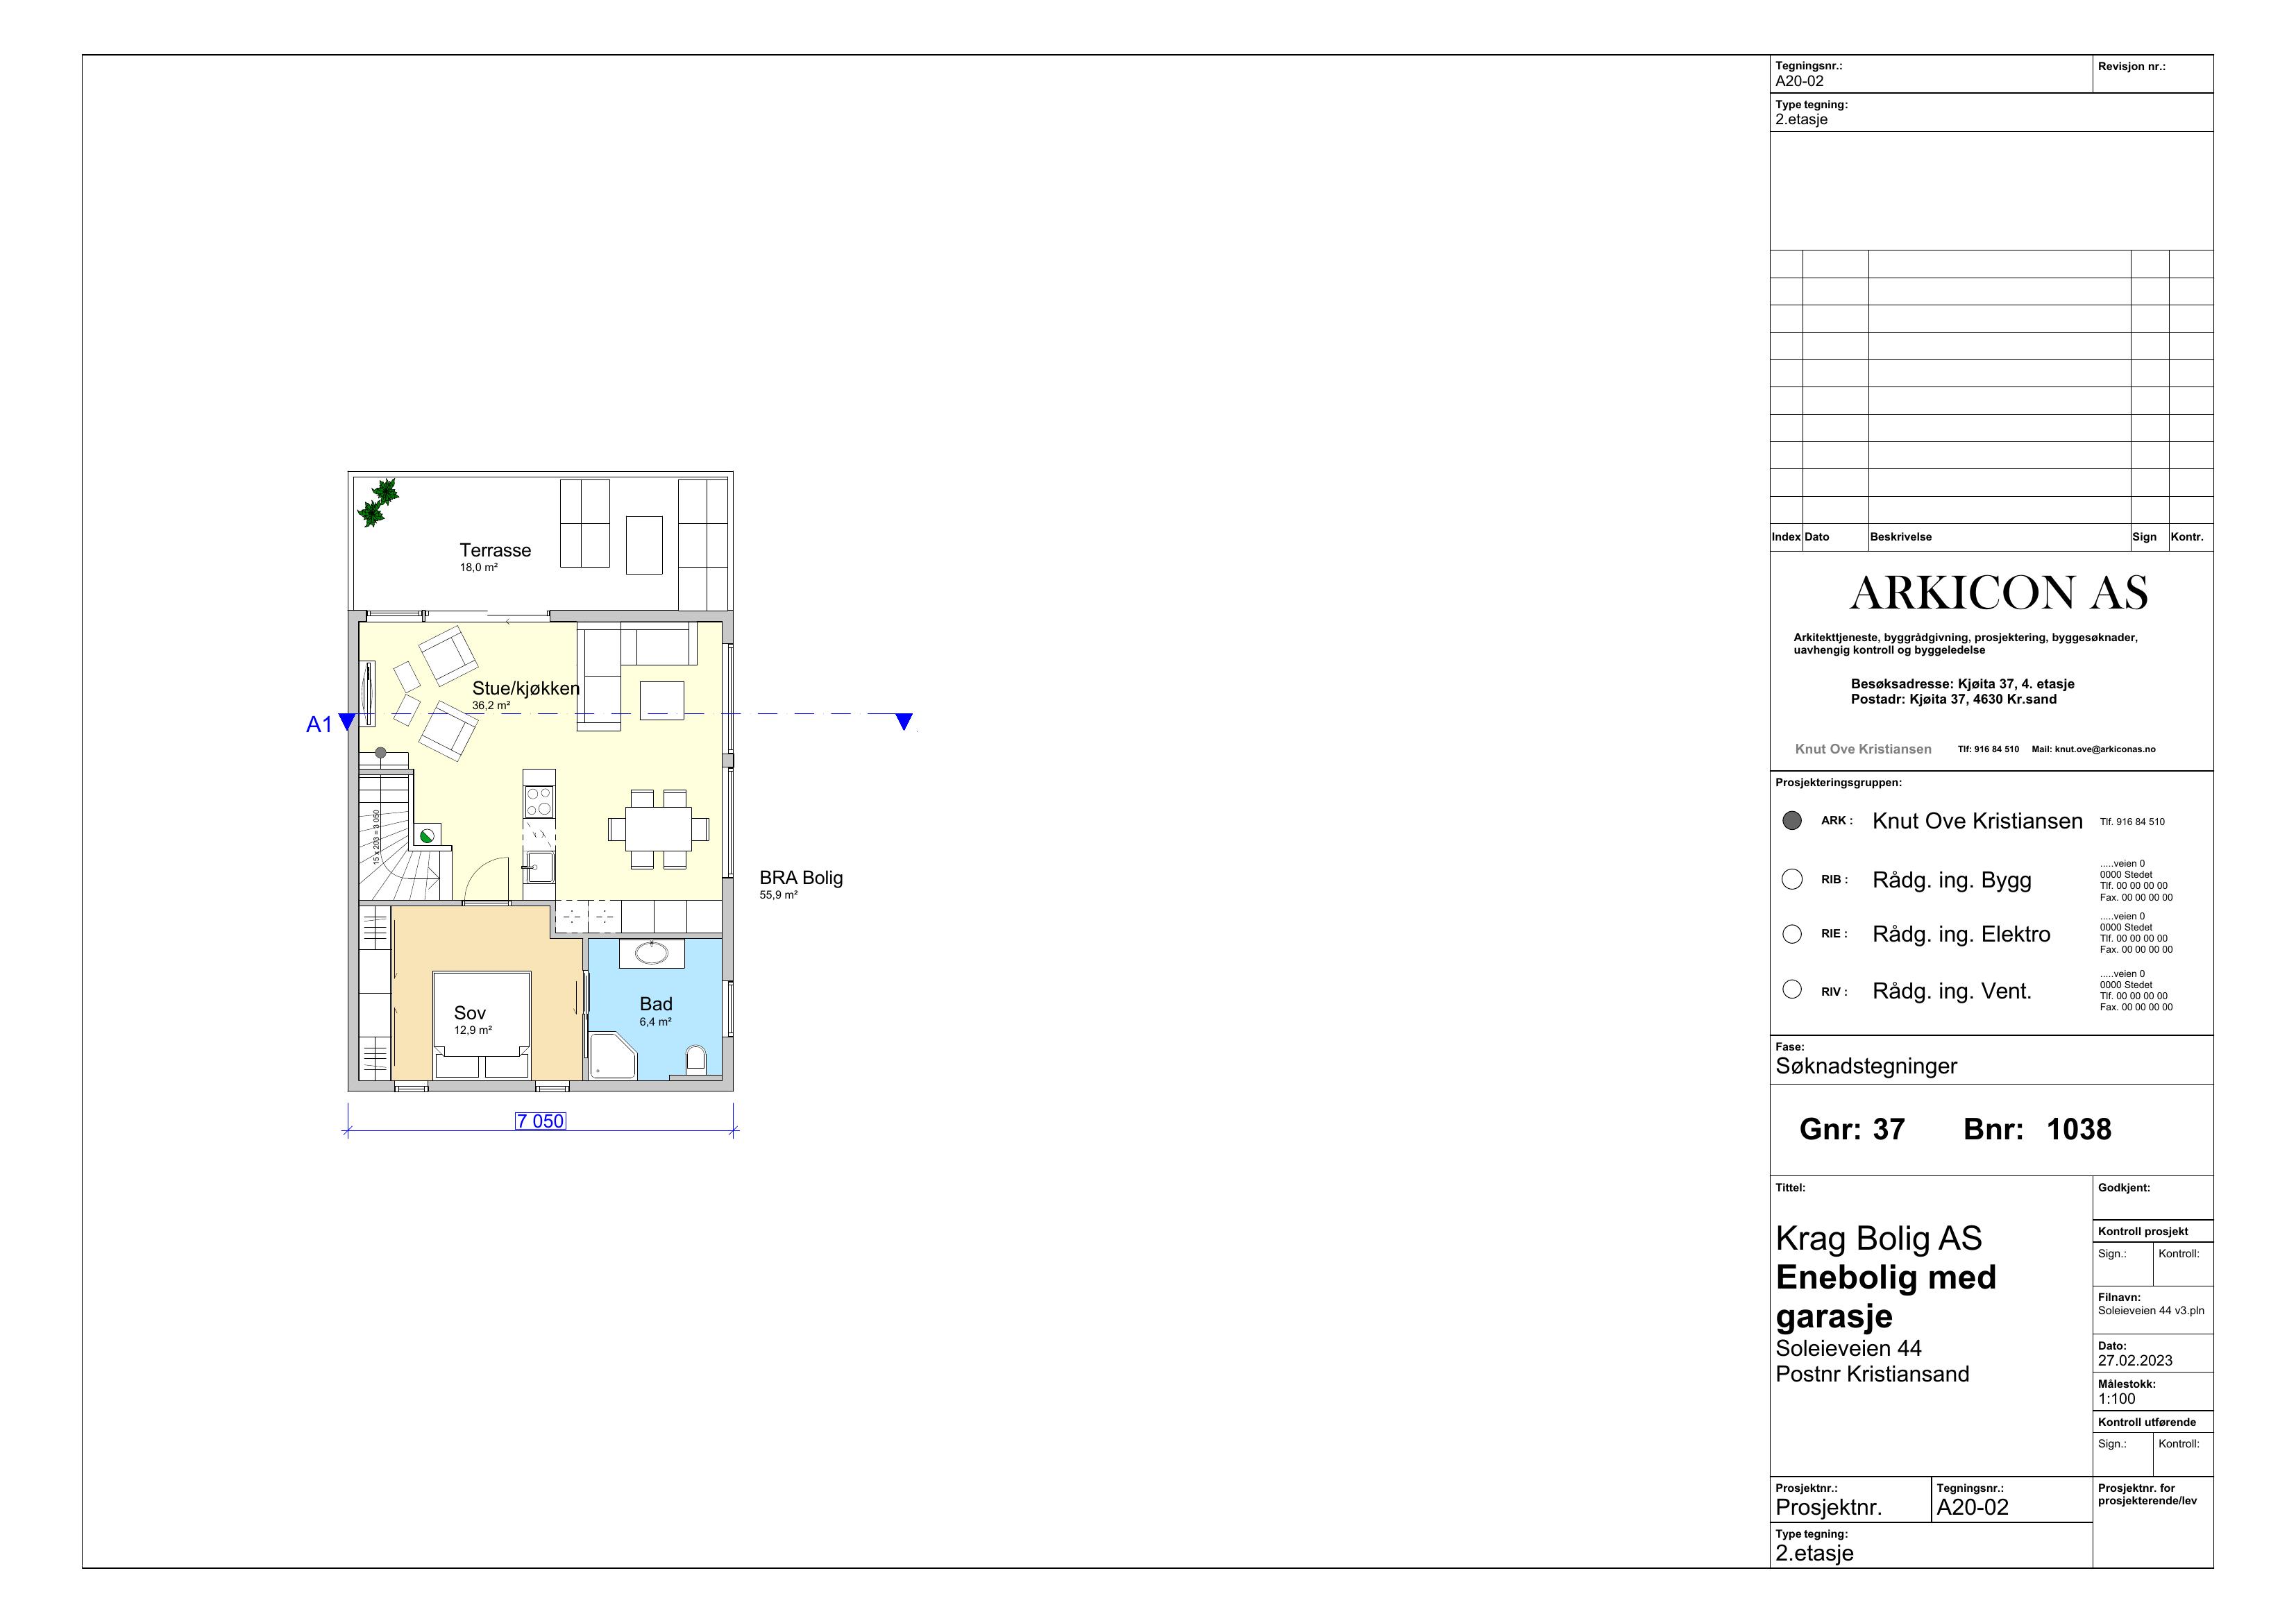 Tegningsnr.:
A20-02
Revisjon nr.:
Type tegning:
2.etasje
Index Dato Beskrivelse Sign Kontr.
ARKICON AS
Arkitekttjeneste, byggrådgivning, prosjektering, byggesøknader,
uavhengig kontroll og byggeledelse
Besøksadresse: Kjøita 37, 4. etasje
Postadr: Kjøita 37, 4630 Kr.sand
Knut Ove Kristiansen Tlf: 916 84 510 Mail: knut.ove@arkiconas.no
Prosjekteringsgruppen:
ARK : Knut Ove Kristiansen Tlf. 916 84 510
RIB : Rådg. ing. Bygg
.....veien 0
0000 Stedet
Tlf. 00 00 00 00
Fax. 00 00 00 00
RIE : Rådg. ing. Elektro
.....veien 0
0000 Stedet
Tlf. 00 00 00 00
Fax. 00 00 00 00
RIV : Rådg. ing. Vent.
.....veien 0
0000 Stedet
Tlf. 00 00 00 00
Fax. 00 00 00 00
Fase:
Søknadstegninger
Gnr: 37 Bnr: 1038
Tittel:
Krag Bolig AS
Enebolig med
garasje
Soleieveien 44
Postnr Kristiansand
Godkjent:
Kontroll prosjekt
Sign.: Kontroll:
Filnavn:
Soleieveien 44 v3.pln
Dato:
27.02.2023
Målestokk:
1:100
Kontroll utførende
Sign.: Kontroll:
Prosjektnr.:
Prosjektnr.
Tegningsnr.:
A20-02
Prosjektnr. for
prosjekterende/lev
Type tegning:
2.etasje
Terrasse
18,0 m²
Stue/kjøkken
36,2 m²
A1
15 x 203 = 3 050
BRA Bolig
55,9 m²
Sov
12,9 m²
Bad
6,4 m²
7 050